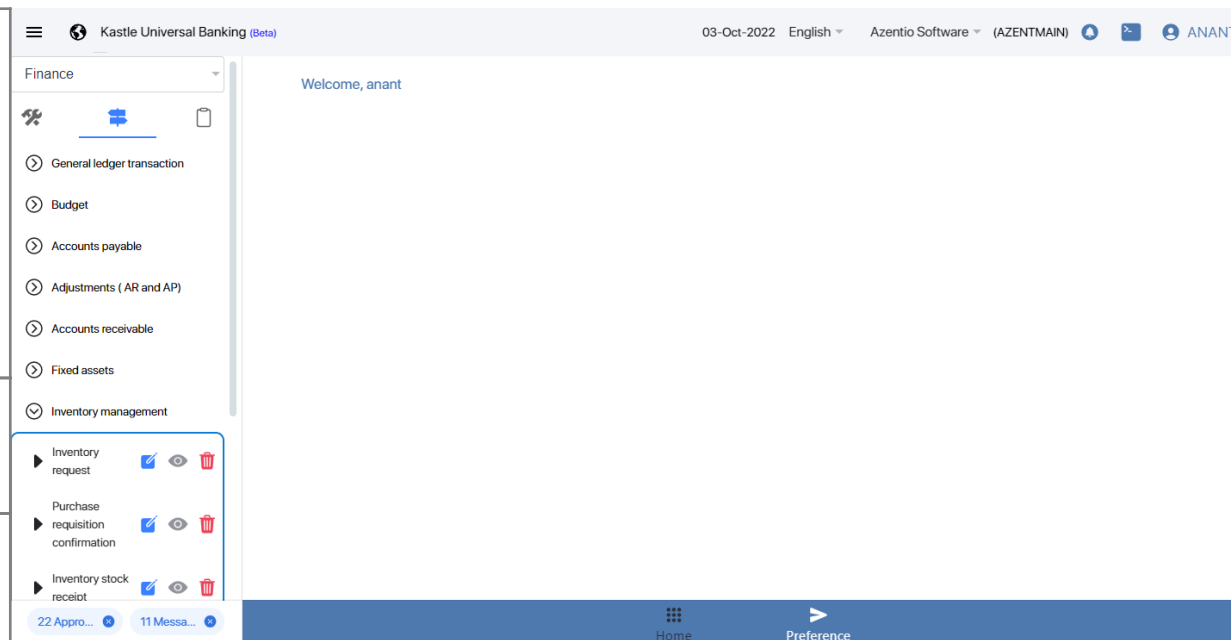 Kastle Universal Banking (Beta)
03-Oct-2022 English Azentio Software (AZENTMAIN) ANANT
Finance
Welcome, anant
General ledger transaction
Budget
Accounts payable
Adjustments ( AR and AP)
Accounts receivable
Fixed assets
Inventory management
Inventory
request
Purchase
requisition
confirmation
Inventory stock
receipt
22 Appro...
11 Messa...
Home
Preference